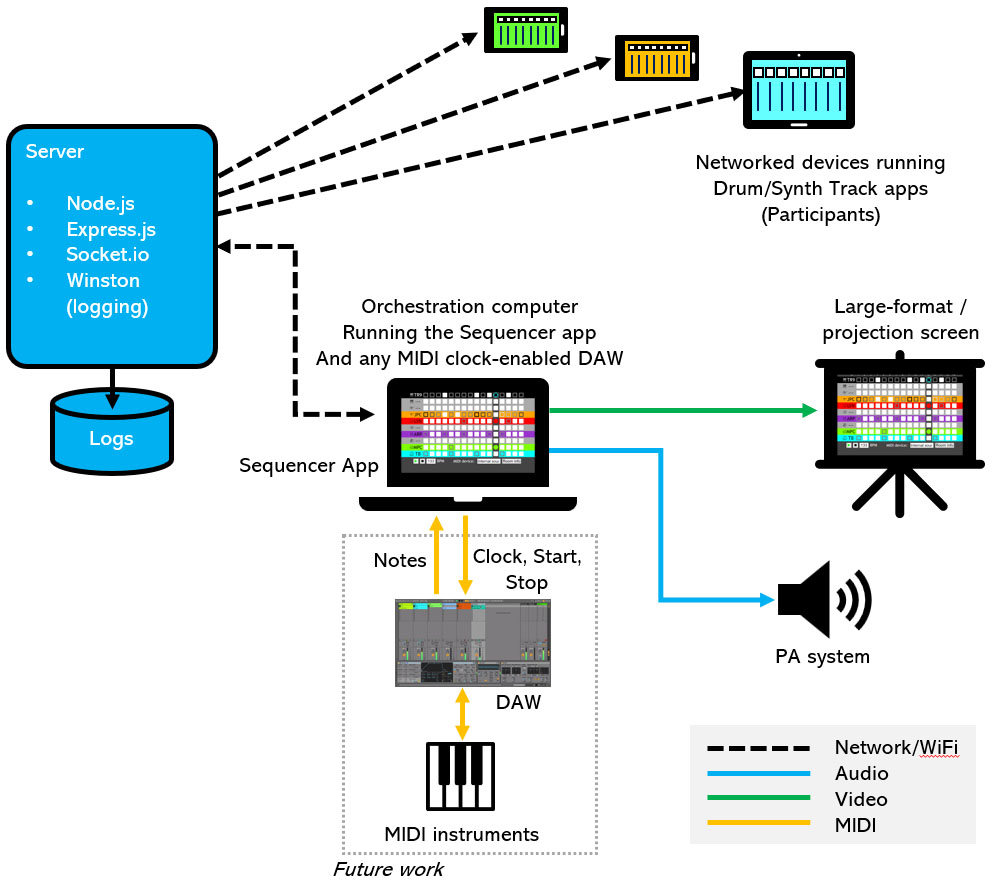 Server
• Node.js
• Express.js
• Socket.io
• Winston
(logging)
Logs
Networked devices running
Drum/Synth Track apps
(Participants)
Orchestration computer
Running the Sequencer app
And any MIDI clock-enabled DAW
Sequencer App
Large-format /
projection screen
Notes
Clock, Start,
Stop
DAW
MIDI instruments
Future work
PA system
Network/WiFi
Audio
Video
MIDI